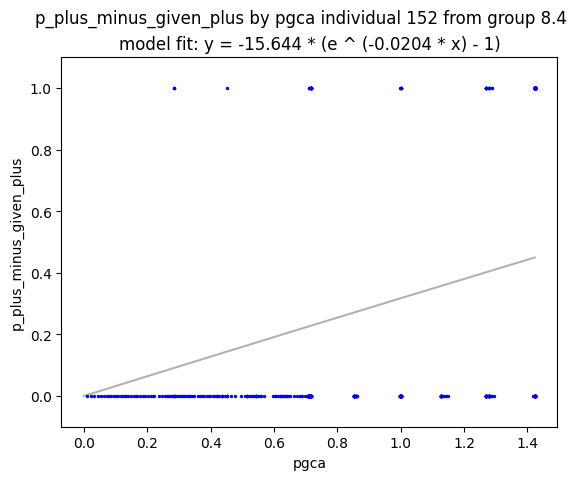 p_plus_minus_given_plus by pgca individual 152 from group 8.4
model fit: y = -15.644 * (e ^ (-0.0204 * x) - 1)
1.0
0.8
0.6
0.4
0.2
0.0
p_plus_minus_given_plus
0.0 0.2 0.4 0.6 0.8 1.0 1.2 1.4
pgca